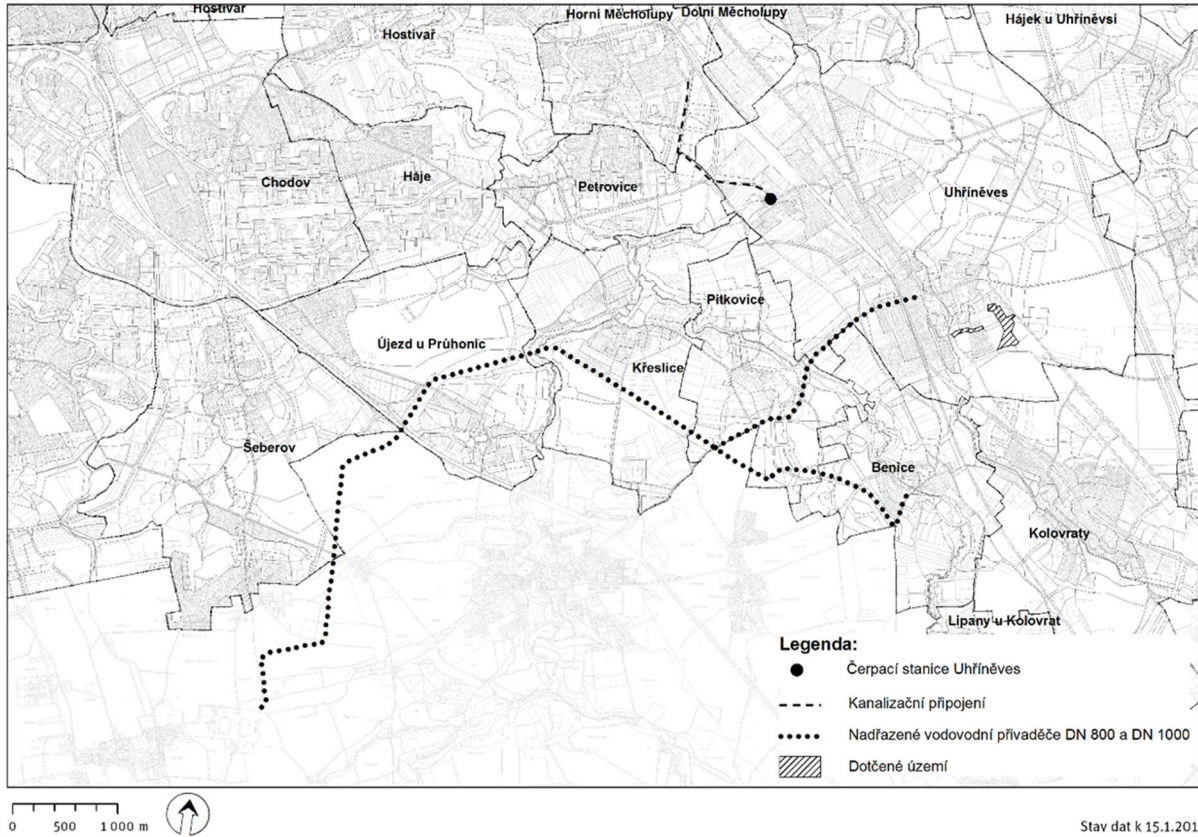 Hostivař
Horní Měcholupy
Dolní Měcholupy
Hájek u Uhříněvsi
Hostivař
Chodov
Háje
Petrovice
Uhříněves
Pitkovice
Újezd u Průhonic
Křeslice
Šeberov
Benice
Kolovraty
Lipany u Kolovrat
Legenda:
Čerpací stanice Uhříněves
Kanalizační připojení
Nadřazené vodovodní přivaděče DN 800 a DN 1000
Dotčené území
0 500 1 000 m
Stav dat k 15.1.201